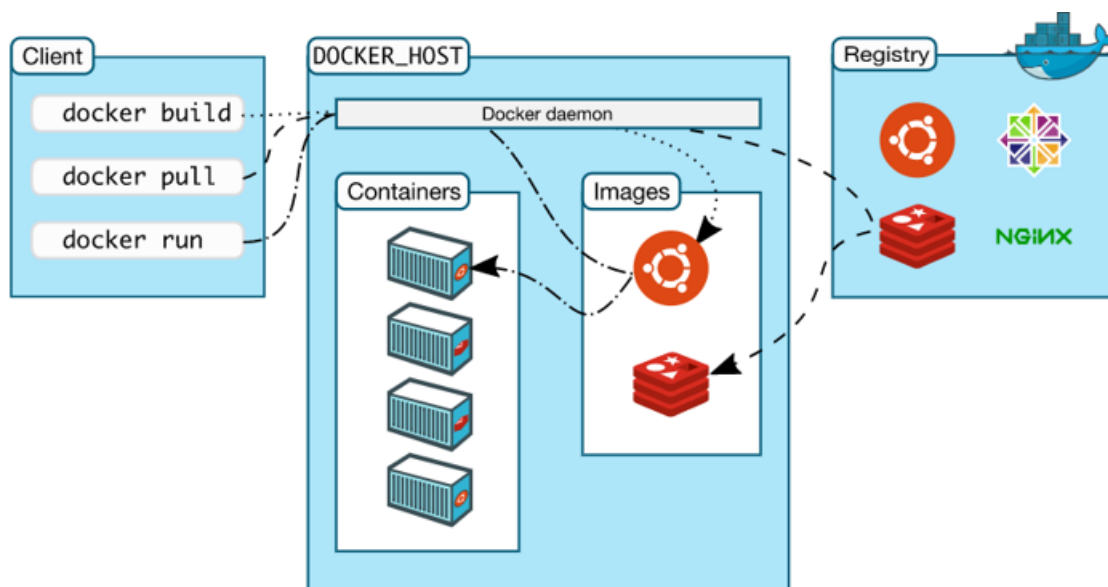 Client
docker build
docker pull
docker run
DOCKER_HOST
Docker daemon
Containers
Images
Registry
NGiNX